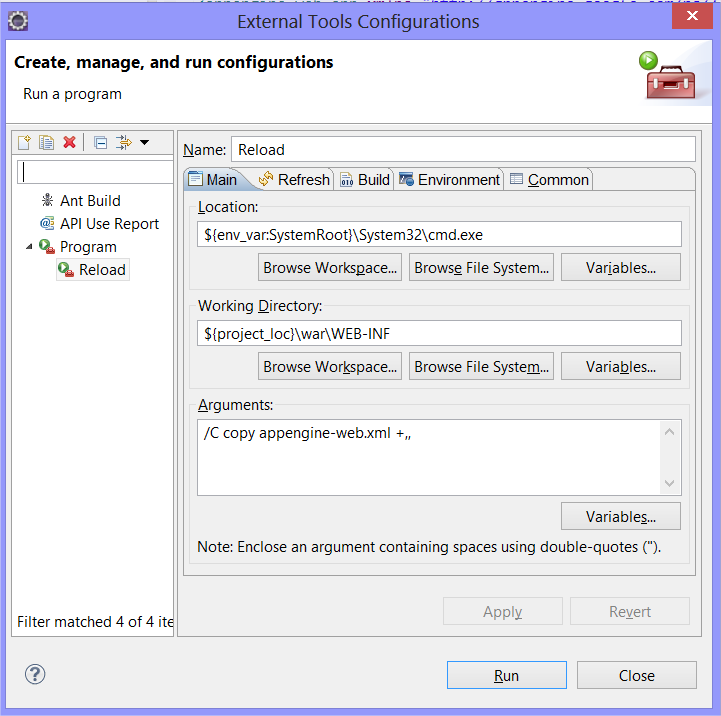 External Tools Configurations
Create, manage, and run configurations
Run a program
Name: Reload
Main Refresh Build Environment Common
Ant Build
API Use Report
Program
Reload
Location:
${env_var:SystemRoot}\System32\cmd.exe
Browse Workspace... Browse File System... Variables...
Working Directory:
${project_loc}\war\WEB-INF
Browse Workspace... Browse File System... Variables...
Arguments:
/C copy appengine-web.xml +,,
Variables...
Note: Enclose an argument containing spaces using double-quotes (").
Filter matched 4 of 4 ite
Apply Revert
Run Close